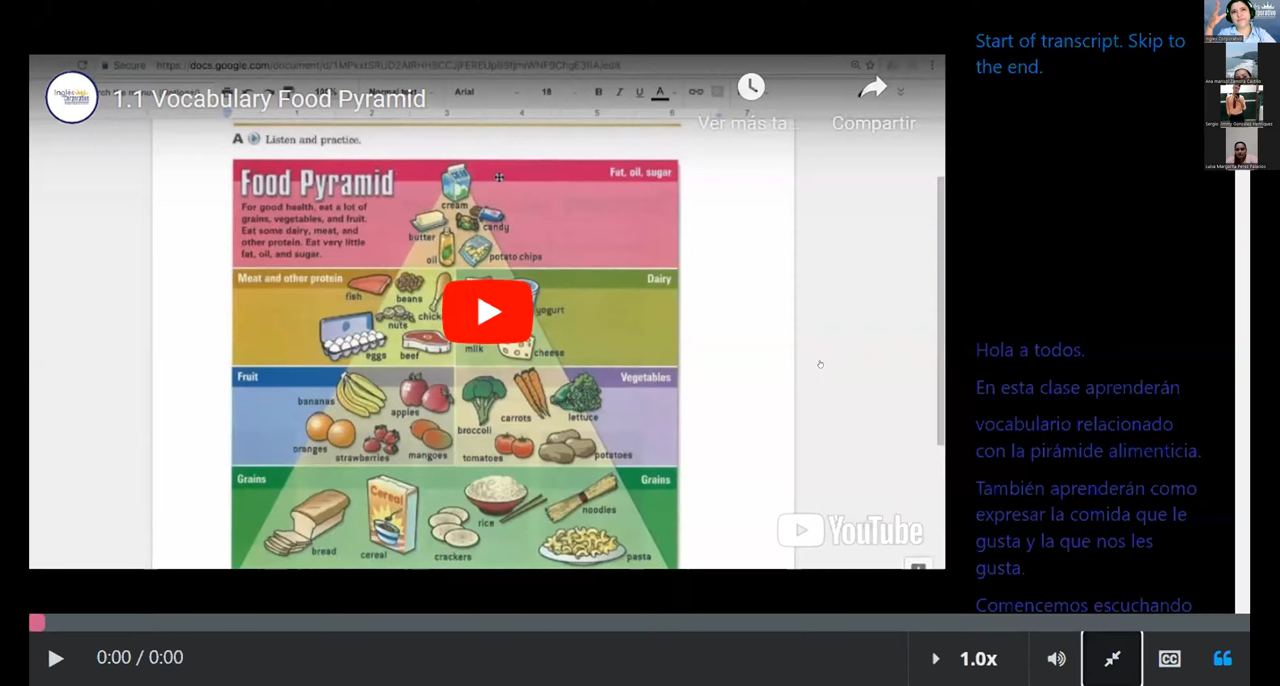 Start of transcript. Skip to
the end.
Secure
1.1 Vocabulary Food Pyramid
Arial
18
B I U A
Ver más ta...
Compartir
A Listen and practice.
Food Pyramid
For good health, eat a lot of
grains, vegetables, and fruit.
Eat some dairy, meat, and
other protein. Eat very little
fat, oil, and sugar.
Fat, oil, sugar
cream
butter
candy
oil
potato chips
Meat and other protein
Dairy
fish
beans
nuts
eggs
beef
yogurt
milk
cheese
Fruit
Vegetables
bananas
apples
oranges
strawberries
mangoes
broccoli
carrots
lettuce
tomatoes
potatoes
Grains
Grains
bread
Cereal
cereal
crackers
rice
noodles
pasta
YouTube
Hola a todos.
En esta clase aprenderán
vocabulario relacionado
con la pirámide alimenticia.
También aprenderán como
expresar la comida que le
gusta y la que nos les
gusta.
Comencemos escuchando
0:00 / 0:00
1.0x
CC